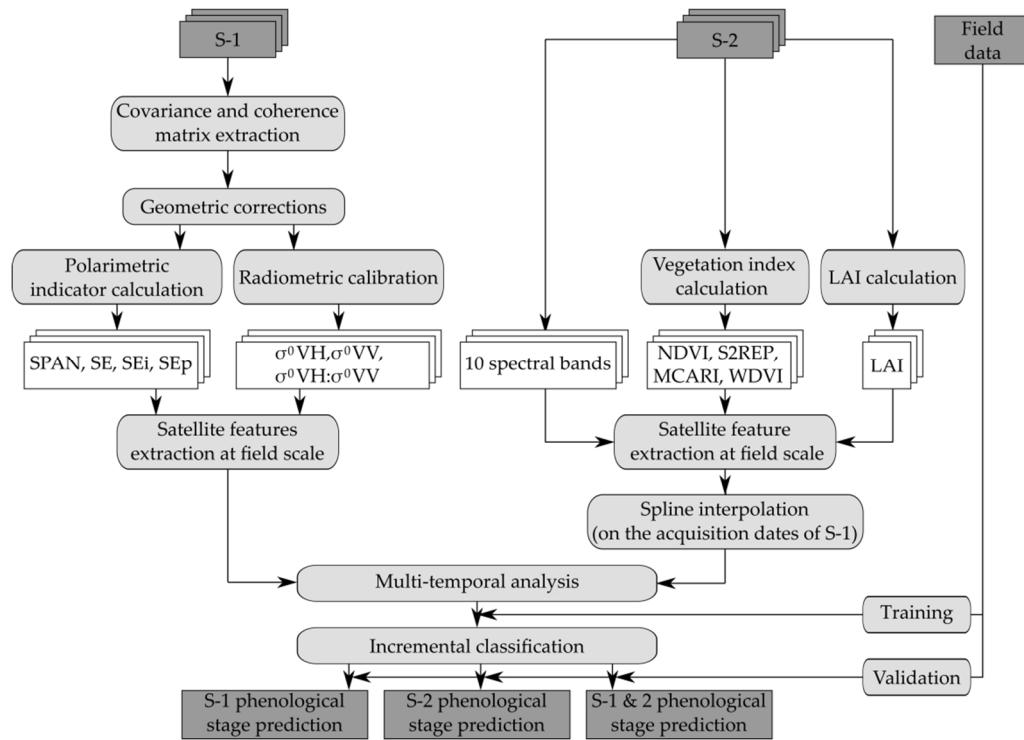 S-1
S-2
Field
data
Covariance and coherence
matrix extraction
Geometric corrections
Polarimetric
indicator calculation
Radiometric calibration
Vegetation index
calculation
LAI calculation
SPAN, SE, SEi, SEp
σ⁰VH,σ⁰VV,
σ⁰VH:σ⁰VV
10 spectral bands
NDVI, S2REP,
MCARI, WDVI
LAI
Satellite features
extraction at field scale
Satellite feature
extraction at field scale
Spline interpolation
(on the acquisition dates of S-1)
Multi-temporal analysis
Training
Incremental classification
Validation
S-1 phenological
stage prediction
S-2 phenological
stage prediction
S-1 & 2 phenological
stage prediction